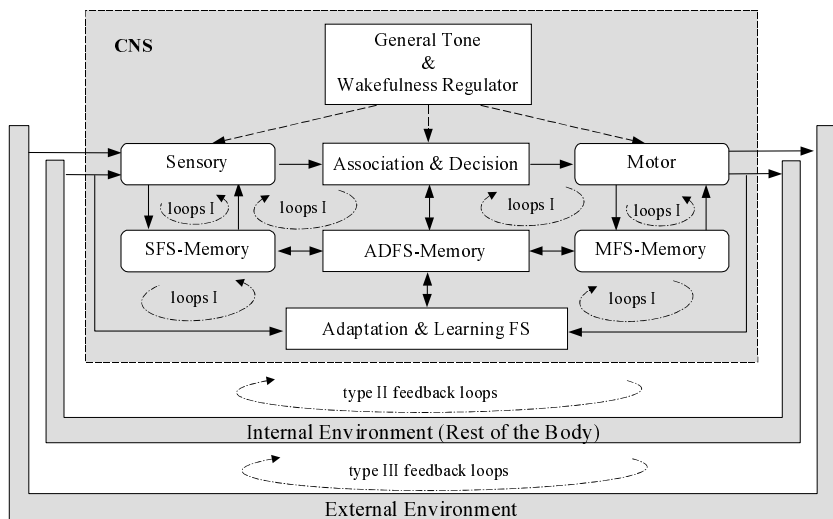 CNS
General Tone
&
Wakefulness Regulator
Sensory
Association & Decision
Motor
loops I
loops I
loops I
loops I
SFS-Memory
ADFS-Memory
MFS-Memory
loops I
loops I
Adaptation & Learning FS
type II feedback loops
Internal Environment (Rest of the Body)
type III feedback loops
External Environment